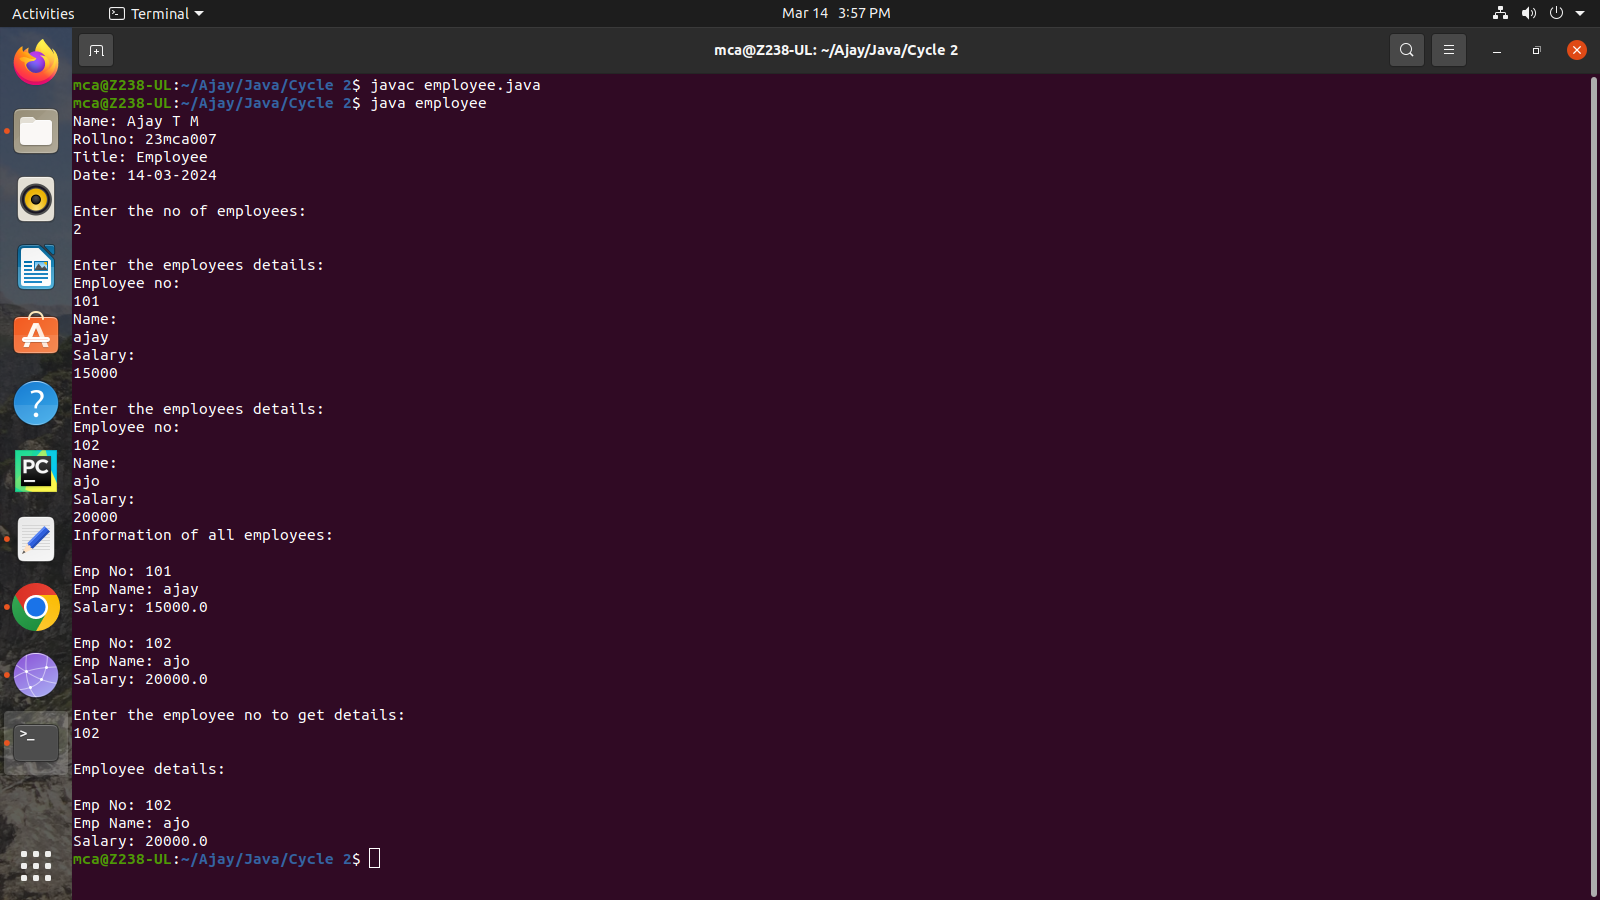 Activities Terminal Mar 14 3:57 PM
mca@Z238-UL: ~/Ajay/Java/Cycle 2
mca@Z238-UL:~/Ajay/Java/Cycle 2$ javac employee.java
mca@Z238-UL:~/Ajay/Java/Cycle 2$ java employee
Name: Ajay T M
Rollno: 23mca007
Title: Employee
Date: 14-03-2024
Enter the no of employees:
2
Enter the employees details:
Employee no:
101
Name:
ajay
Salary:
15000
Enter the employees details:
Employee no:
102
Name:
ajo
Salary:
20000
Information of all employees:
Emp No: 101
Emp Name: ajay
Salary: 15000.0
Emp No: 102
Emp Name: ajo
Salary: 20000.0
Enter the employee no to get details:
102
Employee details:
Emp No: 102
Emp Name: ajo
Salary: 20000.0
mca@Z238-UL:~/Ajay/Java/Cycle 2$
A
?
PC
>_